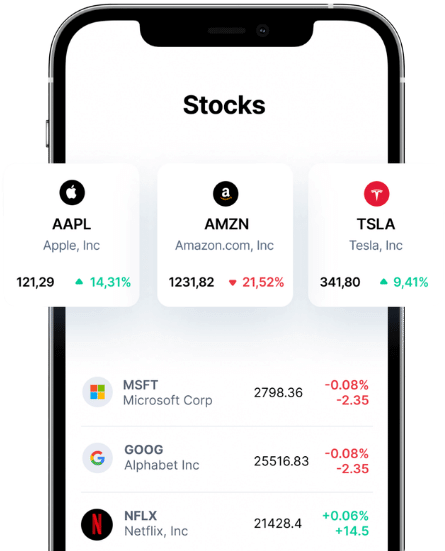 Stocks
AAPL
Apple, Inc
121,29 14,31%
AMZN
Amazon.com, Inc
1231,82 21,52%
TSLA
Tesla, Inc
341,80 9,41%
MSFT
Microsoft Corp
2798.36
-0.08%
-2.35
GOOG
Alphabet Inc
25516.83
-0.08%
-2.35
NFLX
Netflix, Inc
21428.4
+0.06%
+14.5